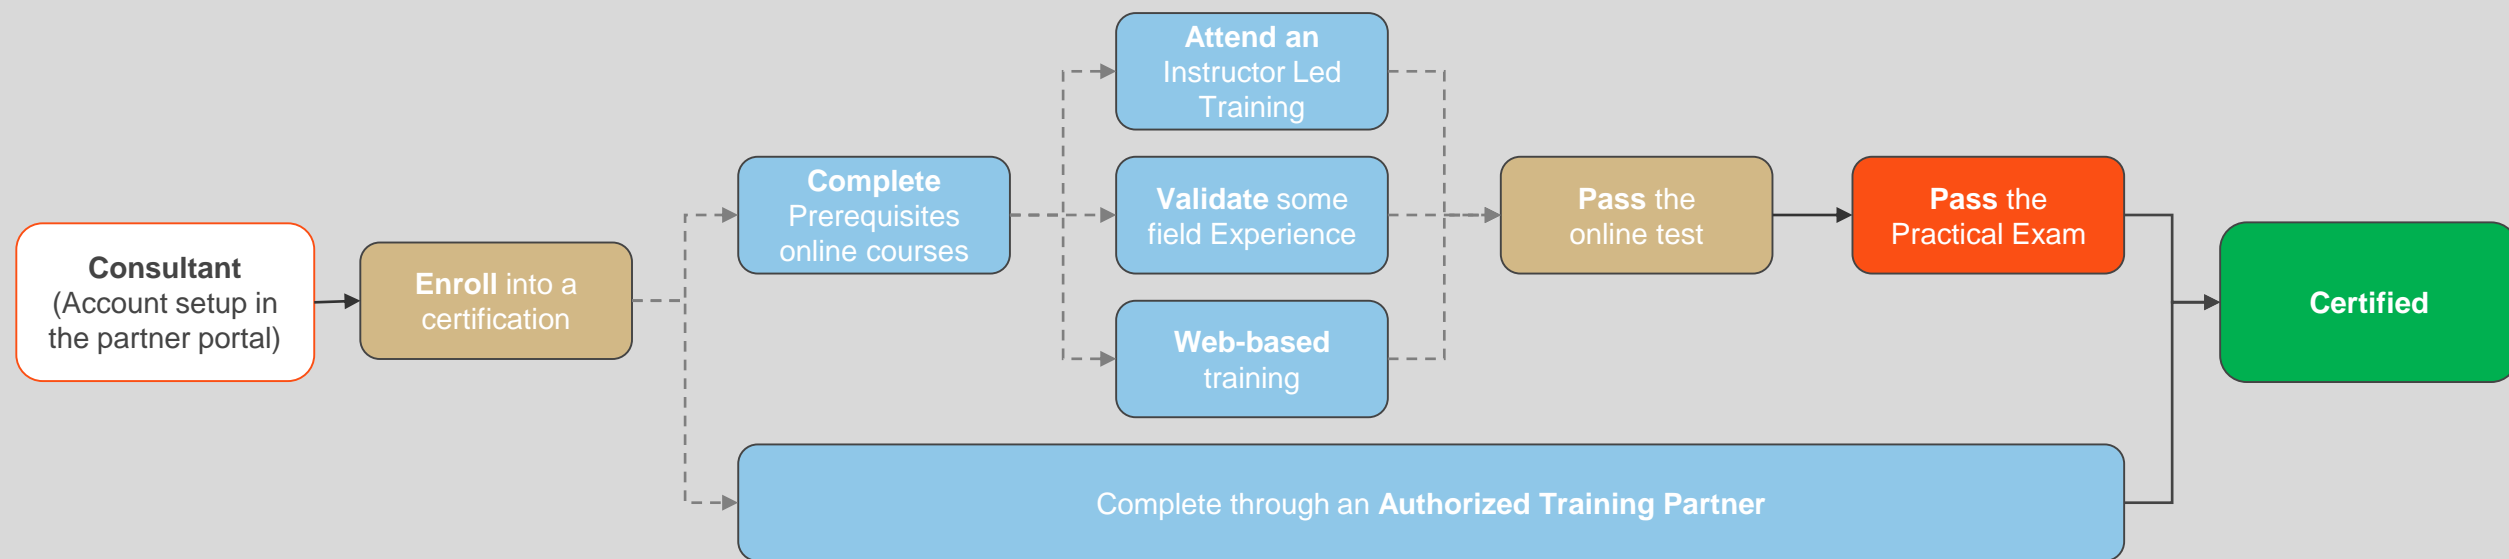 Consultant
(Account setup in
the partner portal)
Enroll into a
certification
Complete
Prerequisites
online courses
Attend an
Instructor Led
Training
Validate some
field Experience
Web-based
training
Pass the
online test
Pass the
Practical Exam
Complete through an Authorized Training Partner
Certified